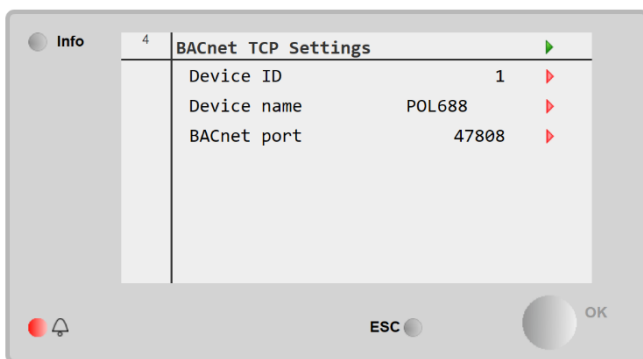 Info
4
BACnet TCP Settings
Device ID 1
Device name POL688
BACnet port 47808
ESC
OK